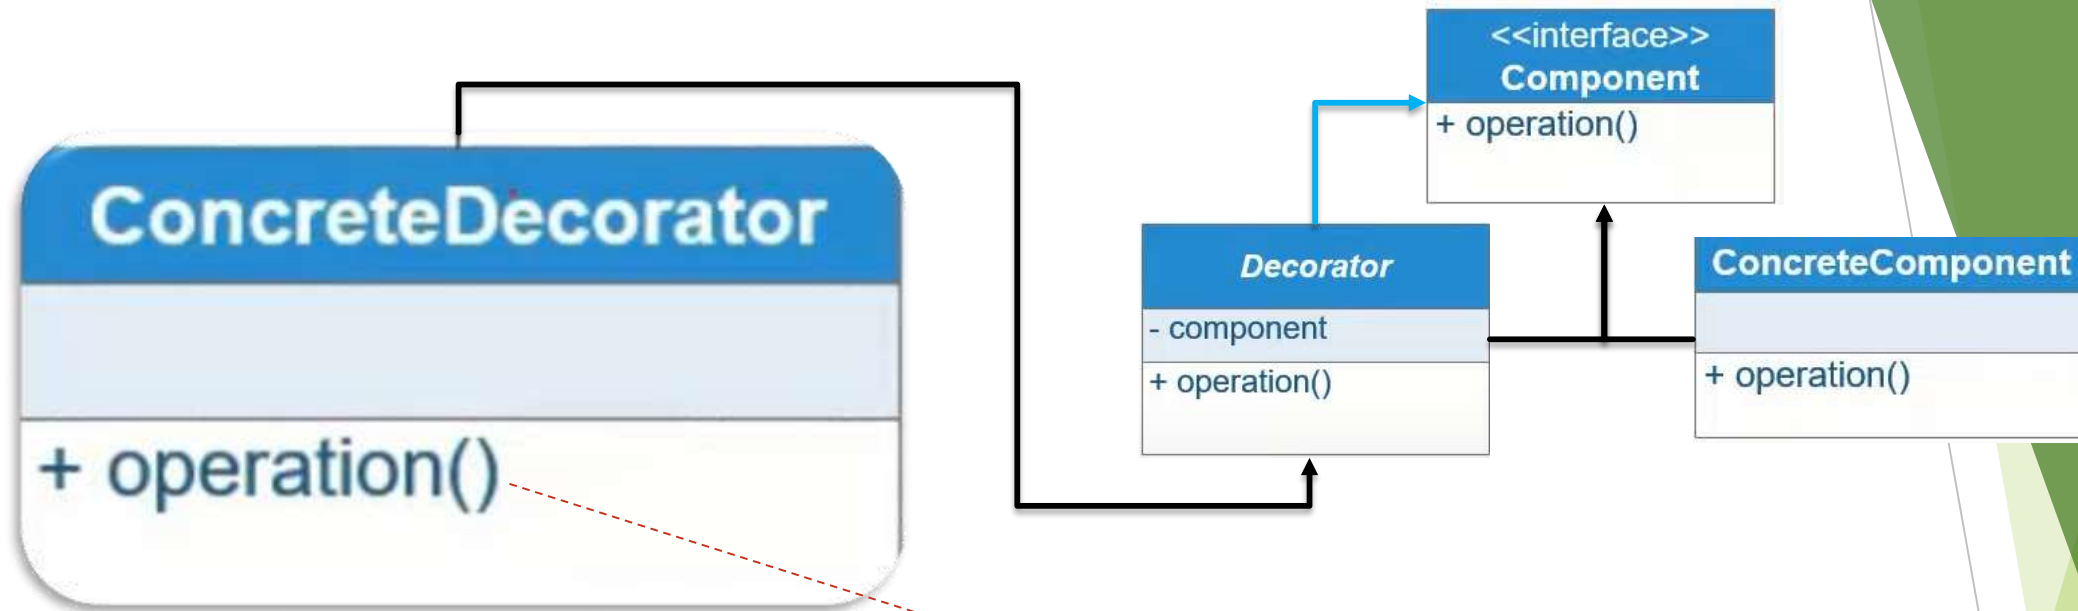 <<interface>>
Component
+ operation()
ConcreteDecorator
+ operation()
Decorator
- component
+ operation()
ConcreteComponent
+ operation()